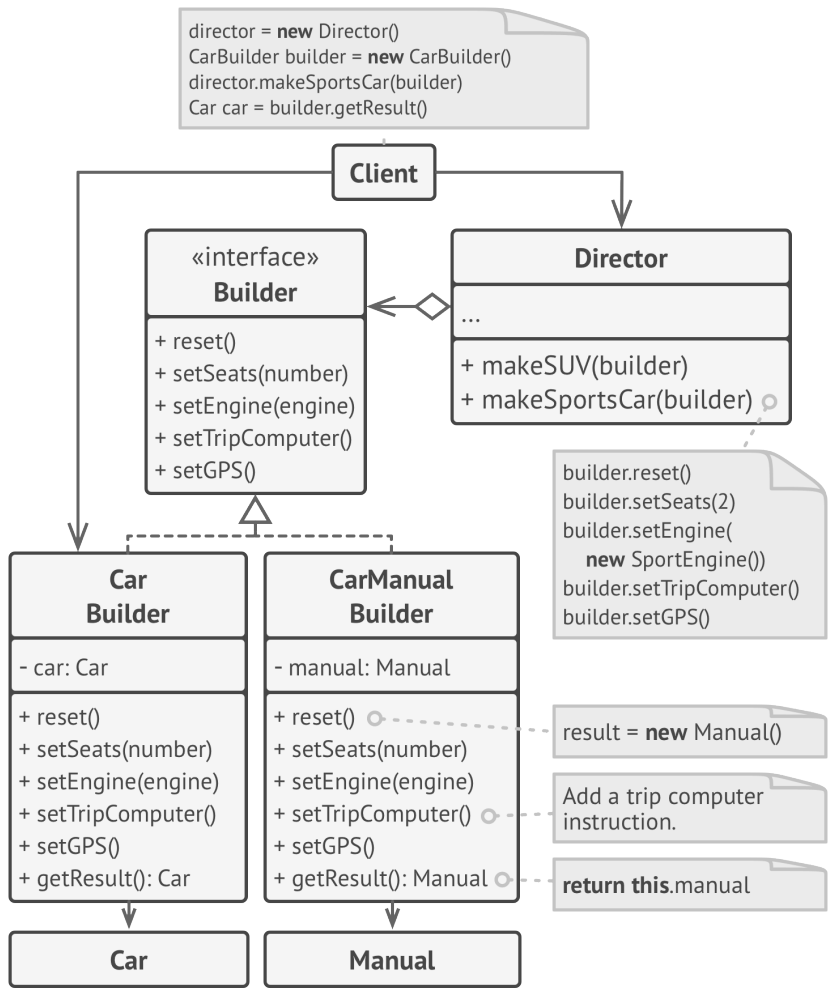 director = new Director()
CarBuilder builder = new CarBuilder()
director.makeSportsCar(builder)
Car car = builder.getResult()
Client
«interface»
Builder
+ reset()
+ setSeats(number)
+ setEngine(engine)
+ setTripComputer()
+ setGPS()
Director
...
+ makeSUV(builder)
+ makeSportsCar(builder)
builder.reset()
builder.setSeats(2)
builder.setEngine(
new SportEngine())
builder.setTripComputer()
builder.setGPS()
Car
Builder
- car: Car
+ reset()
+ setSeats(number)
+ setEngine(engine)
+ setTripComputer()
+ setGPS()
+ getResult(): Car
CarManual
Builder
- manual: Manual
+ reset()
+ setSeats(number)
+ setEngine(engine)
+ setTripComputer()
+ setGPS()
+ getResult(): Manual
result = new Manual()
Add a trip computer
instruction.
return this.manual
Car
Manual